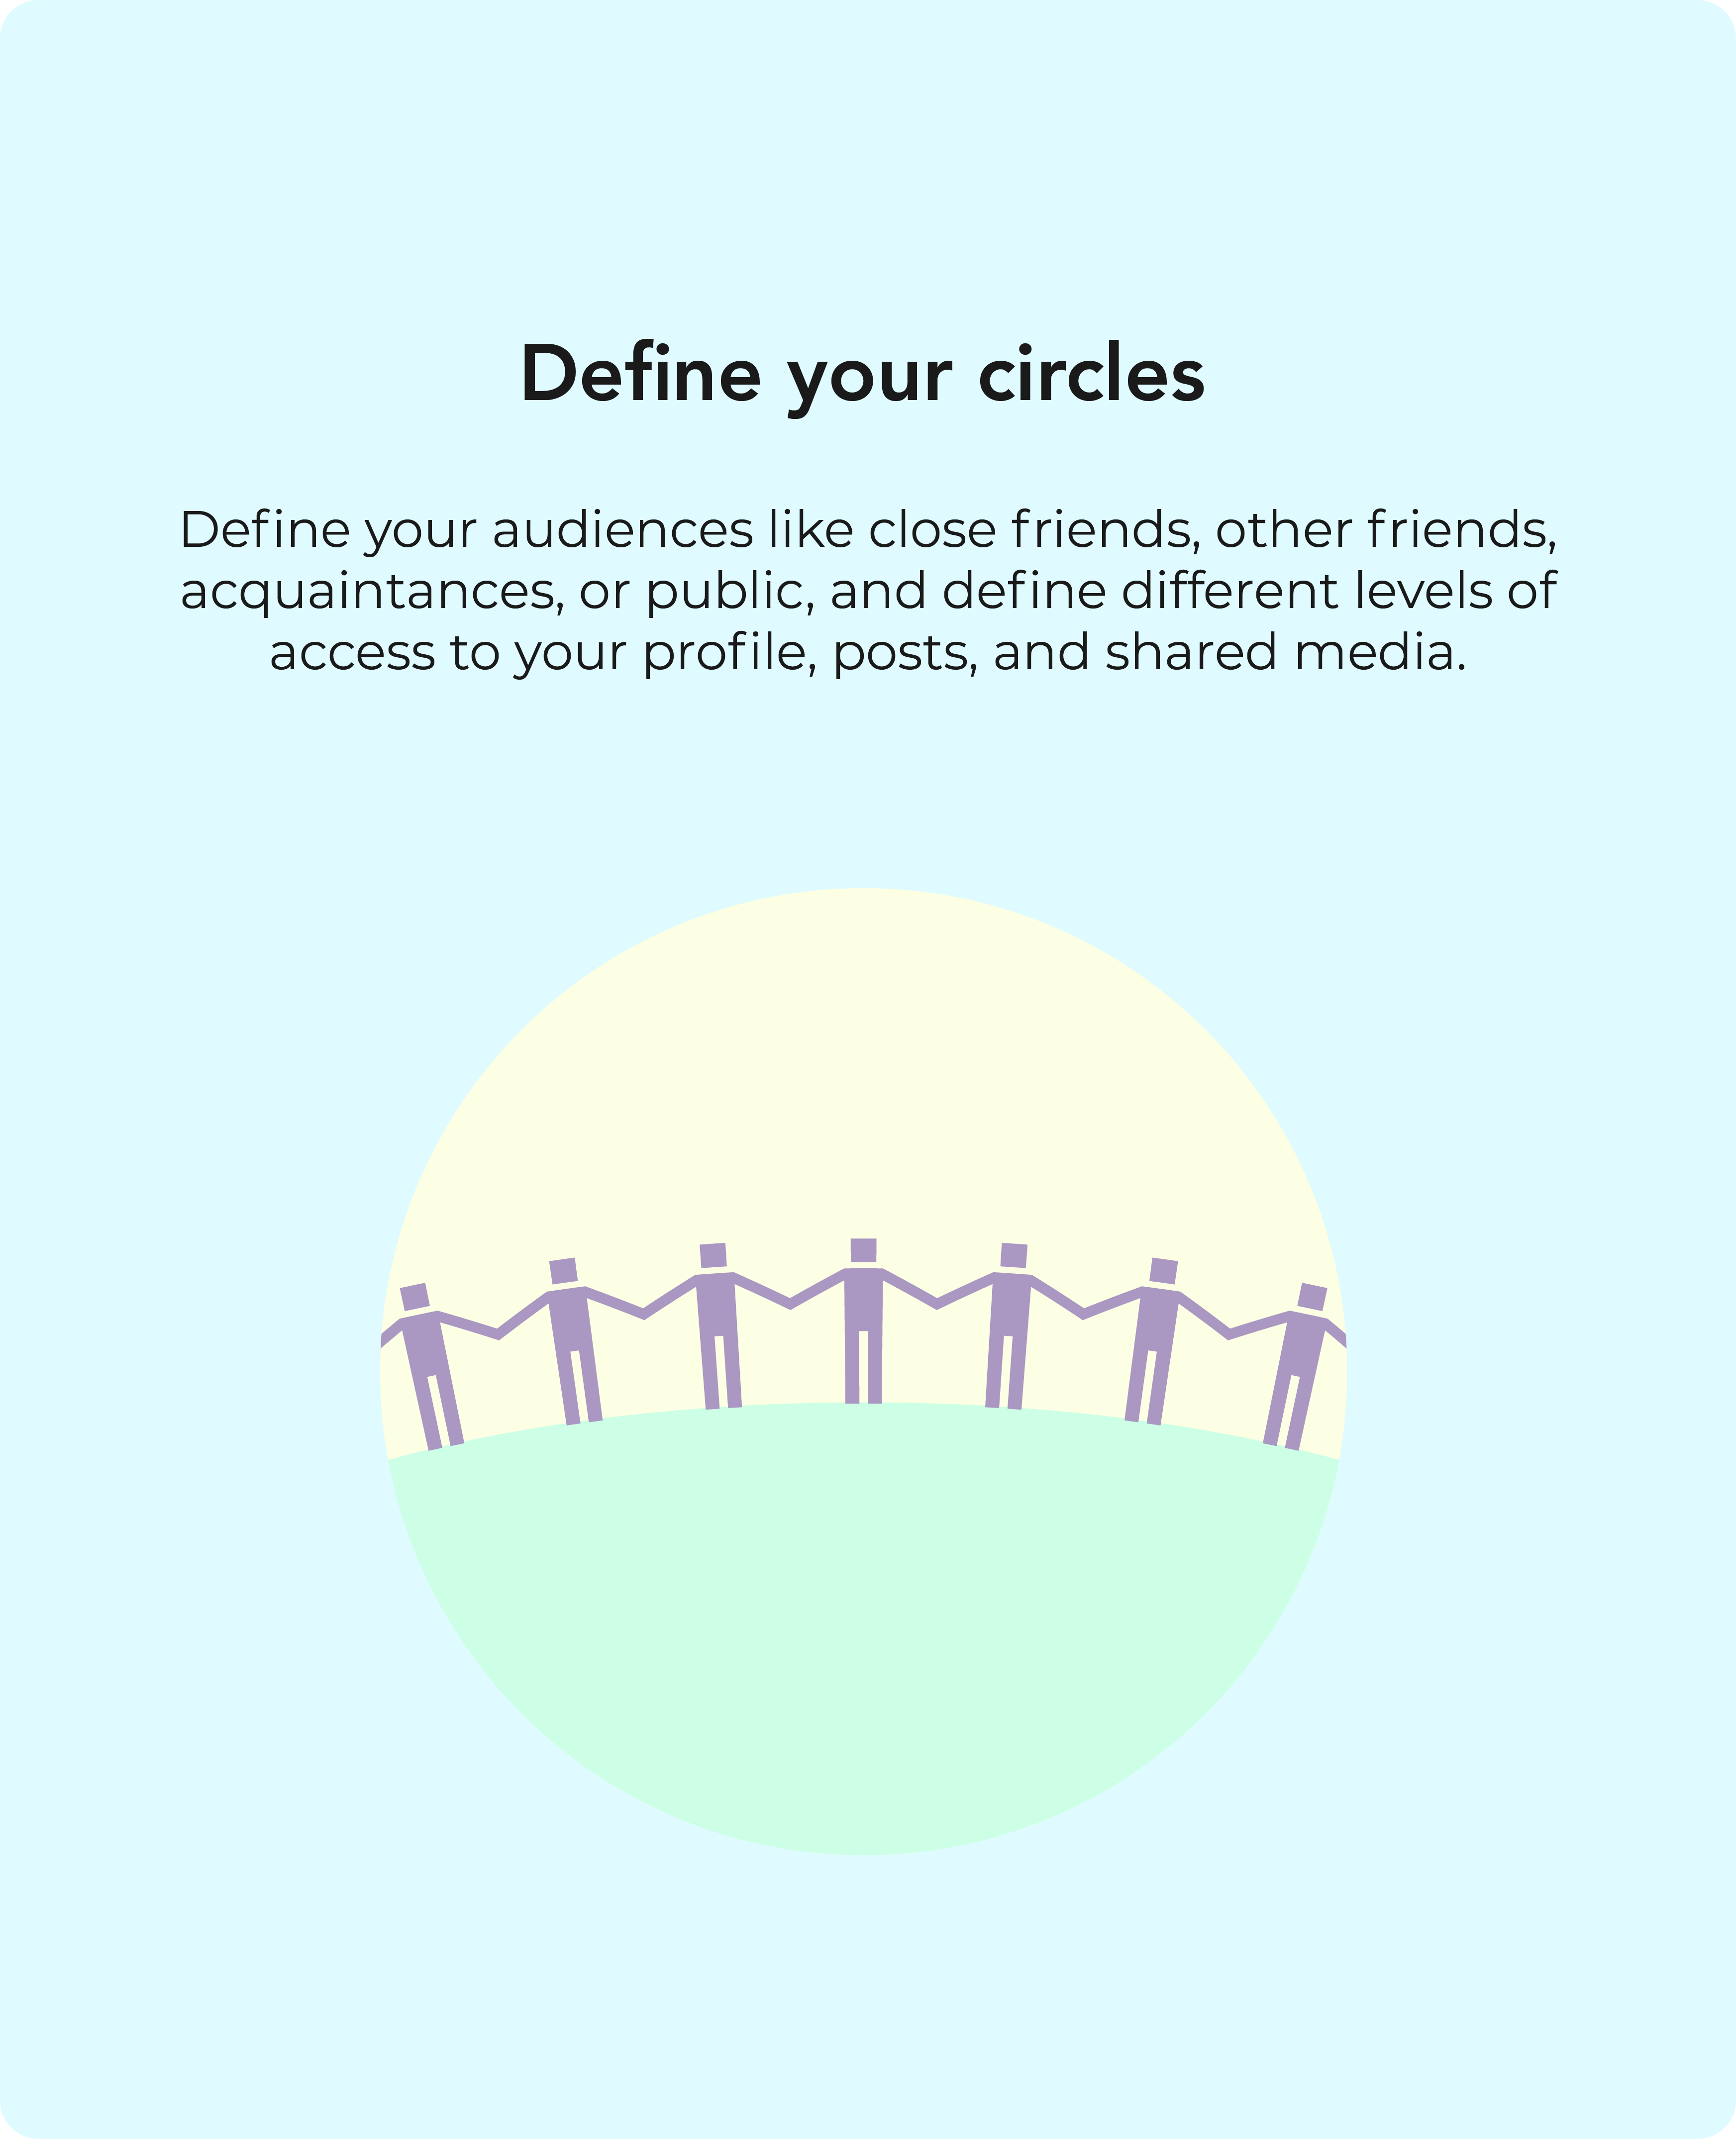 Define your circles
Define your audiences like close friends, other friends,
acquaintances, or public, and define different levels of
access to your profile, posts, and shared media.